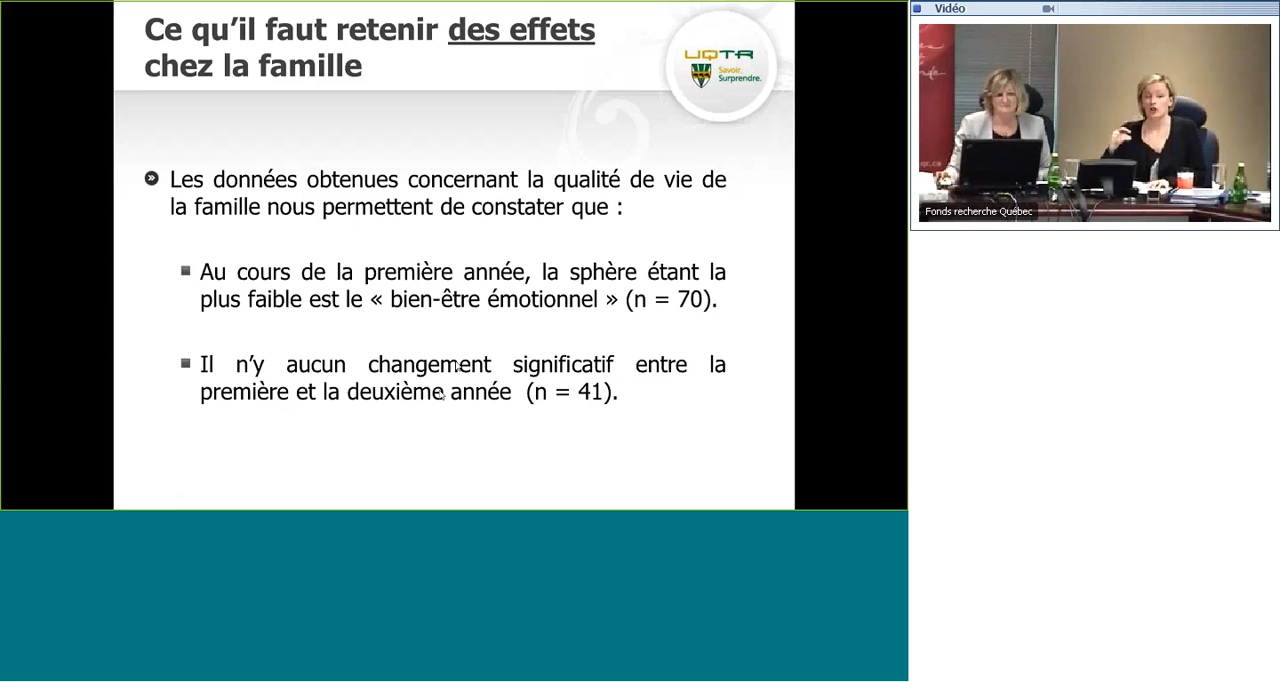 Ce qu'il faut retenir des effets
chez la famille
UQTR
Savoir.
Surprendre.
» Les données obtenues concernant la qualité de vie de
la famille nous permettent de constater que :
Au cours de la première année, la sphère étant la
plus faible est le « bien-être émotionnel » (n = 70).
Il n'y aucun changement significatif entre la
première et la deuxième année (n = 41).
Vidéo
Fonds recherche Québec